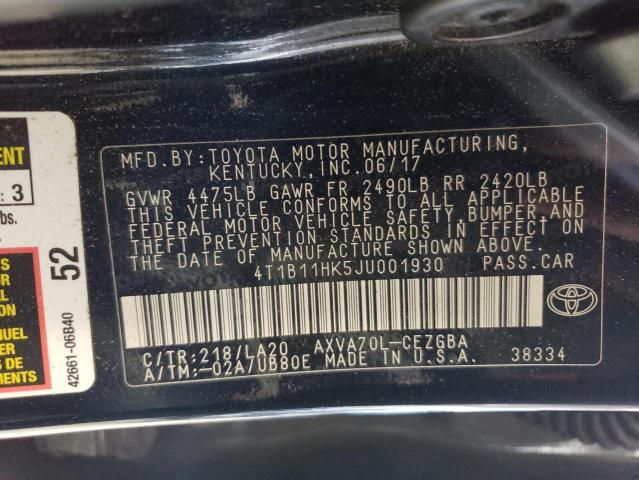 MFD.BY:TOYOTA MOTOR MANUFACTURING,
KENTUCKY, INC.06/17
GVWR 4475LB GAWR FR 2490LB RR 2420LB
THIS VEHICLE CONFORMS TO ALL APPLICABLE
FEDERAL MOTOR VEHICLE SAFETY, BUMPER, AND
THEFT PREVENTION STANDARDS IN EFFECT ON
THE DATE OF MANUFACTURE SHOWN ABOVE.
4T1B11HK5JU001930 PASS.CAR
C/TR:218/LA20 AXVA70L-CEZGBA
A/TM:-02A/UB80E MADE IN U.S.A. 38334
TOYOTA
: 3
lbs.
52
42661-06B40